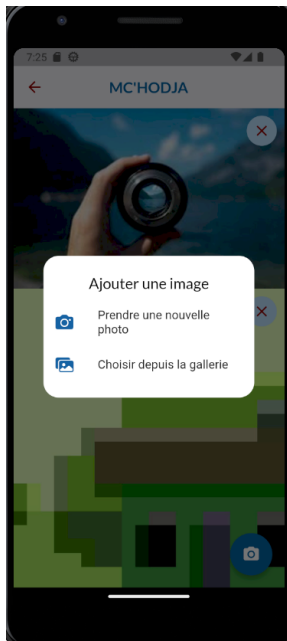 7:25
MC'HODJA
Ajouter une image
Prendre une nouvelle
photo
Choisir depuis la gallerie